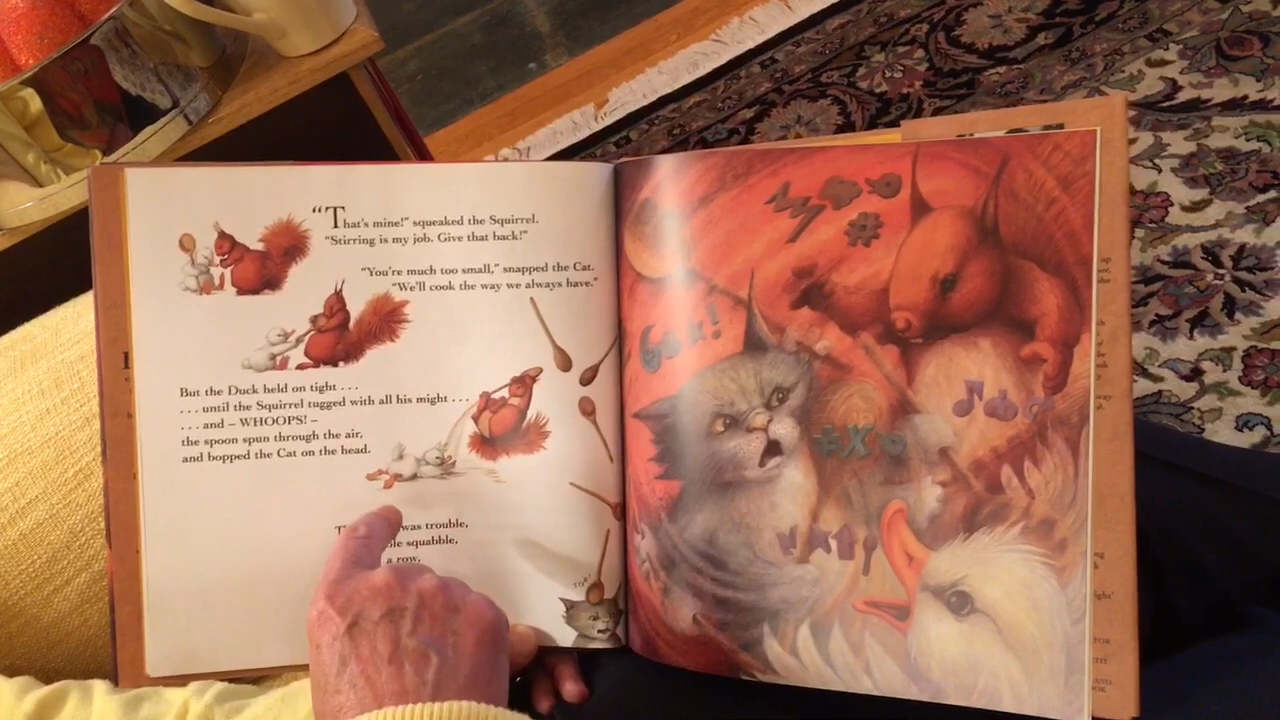 “That's mine!” squeaked the Squirrel.
“Stirring is my job. Give that back!”
“You're much too small,” snapped the Cat.
“We'll cook the way we always have.”
But the Duck held on tight . . .
. . . until the Squirrel tugged with all his might . . .
. . . and – WHOOPS! –
the spoon spun through the air,
and bopped the Cat on the head.
was trouble,
squabble,
a row,